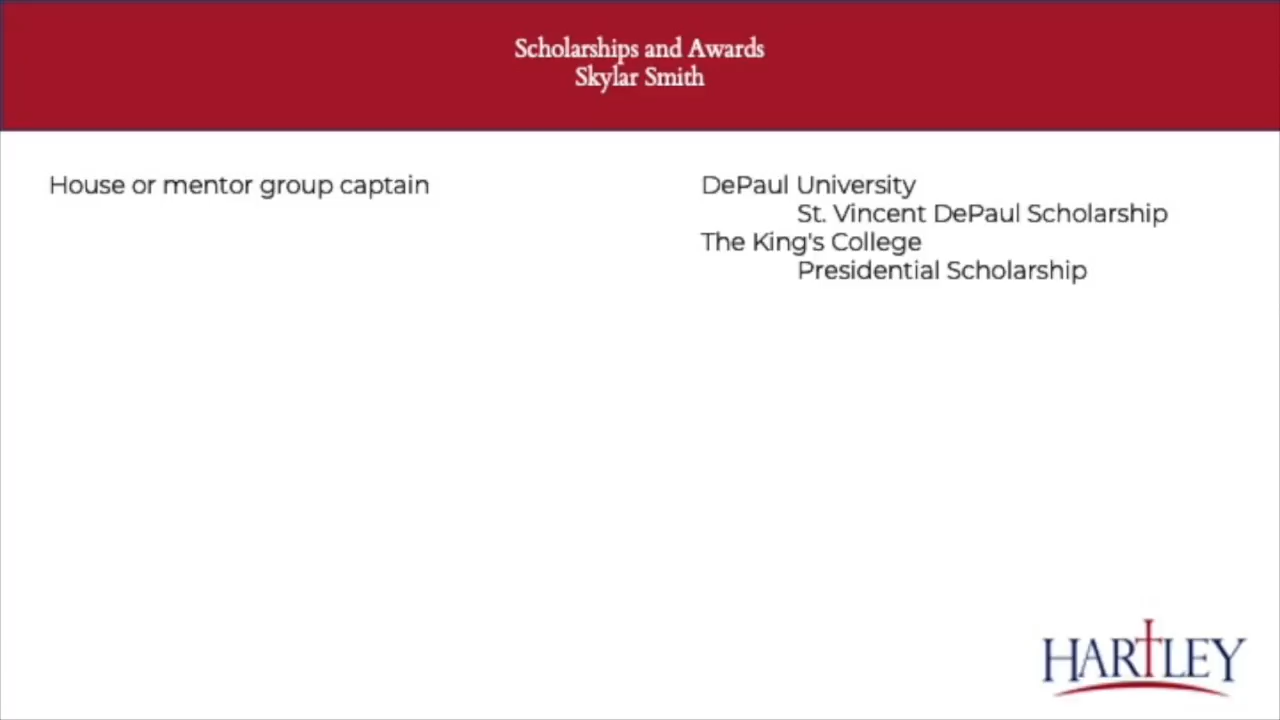 Scholarships and Awards
Skylar Smith
House or mentor group captain
DePaul University
St. Vincent DePaul Scholarship
The King's College
Presidential Scholarship
HARTLEY